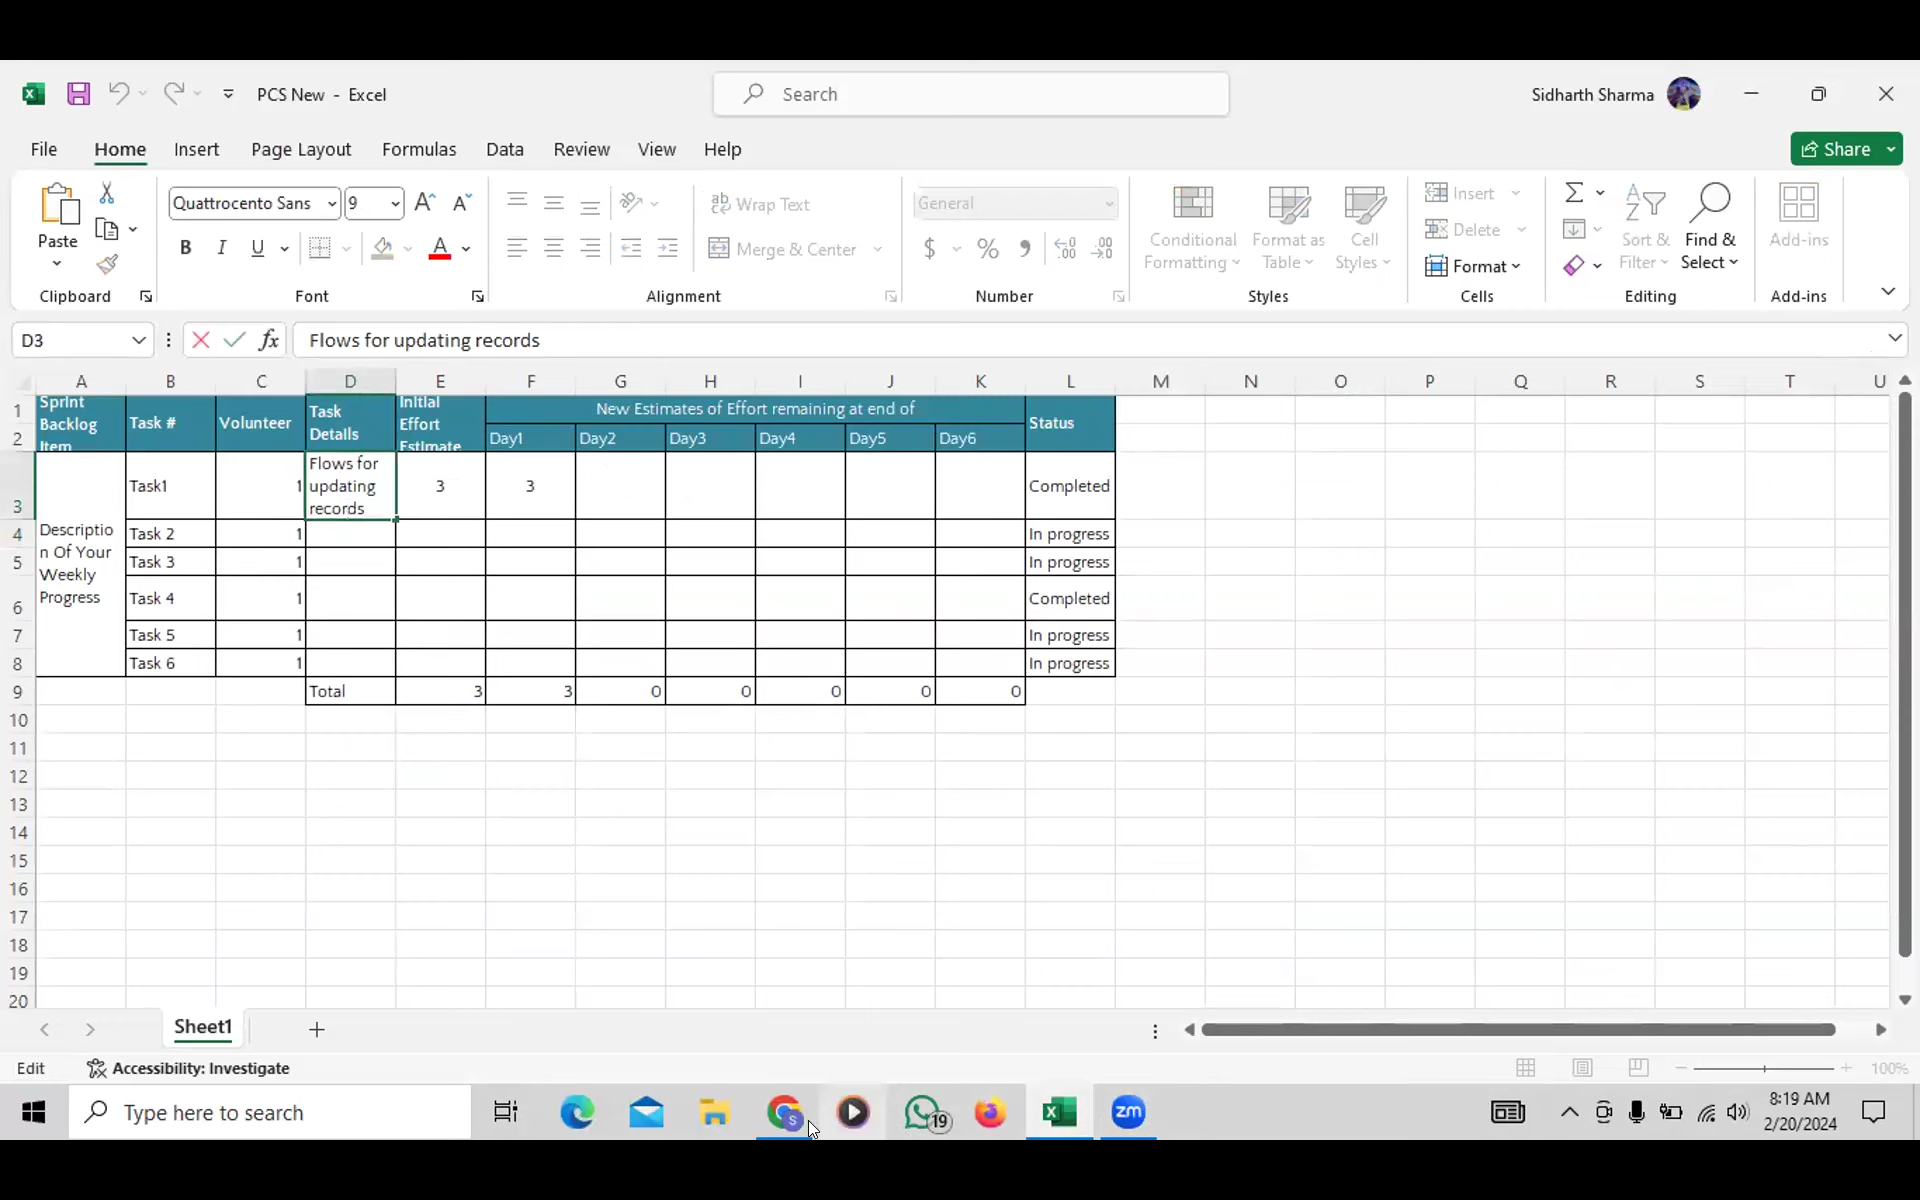 PCS New - Excel
Search
Sidharth Sharma
File Home Insert Page Layout Formulas Data Review View Help
Share
Paste
Clipboard
Quattrocento Sans 9
B I U A
Font
Wrap Text
Merge & Center
Alignment
General
$ % ,
Number
Conditional Formatting
Format as Table
Cell Styles
Styles
Insert
Delete
Format
Cells
Sort & Filter
Find & Select
Editing
Add-ins
Add-ins
D3 fx Flows for updating records
A B C D E F G H I J K L M N O P Q R S T U
1 Sprint Backlog Item Task # Volunteer Task Details Initial Effort Estimate New Estimates of Effort remaining at end of Status
2 Day1 Day2 Day3 Day4 Day5 Day6
3 Task1 1 Flows for updating records 3 3 Completed
Descriptio
n Of Your
Weekly
Progress
4 Task 2 1 In progress
5 Task 3 1 In progress
6 Task 4 1 Completed
7 Task 5 1 In progress
8 Task 6 1 In progress
9 Total 3 3 0 0 0 0 0
10
11
12
13
14
15
16
17
18
19
20
Sheet1
Edit Accessibility: Investigate 100%
Type here to search
S
19
zm
8:19 AM
2/20/2024